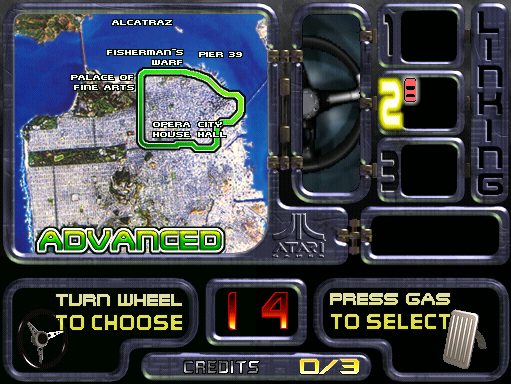 ALCATRAZ
FISHERMAN'S
WARF
PIER 39
PALACE OF
FINE ARTS
OPERA CITY
HOUSE HALL
ADVANCED
1
2
3
LINKING
ATARI
GAMES
TURN WHEEL
TO CHOOSE
14
PRESS GAS
TO SELECT
CREDITS 0/3